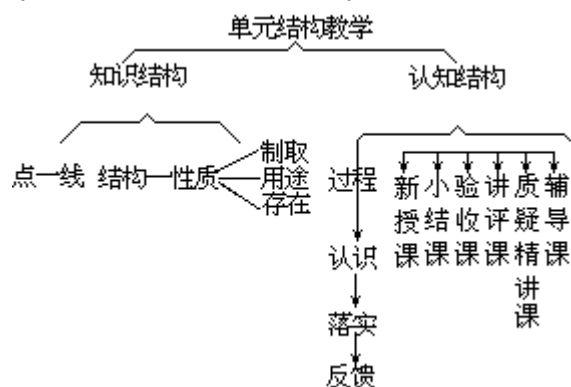 单元结构教学
知识结构
认知结构
点 线 结构 性质
制取
用途
存在
过程
认识
落实
反馈
新授课
小结课
验收课
讲评课
质疑精讲课
辅导课